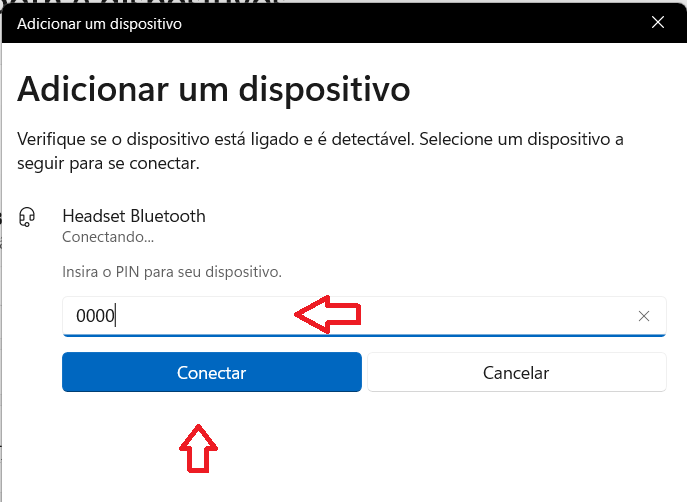 Adicionar um dispositivo
Adicionar um dispositivo
Verifique se o dispositivo está ligado e é detectável. Selecione um dispositivo a
seguir para se conectar.
Headset Bluetooth
Conectando...
Insira o PIN para seu dispositivo.
0000
Conectar
Cancelar